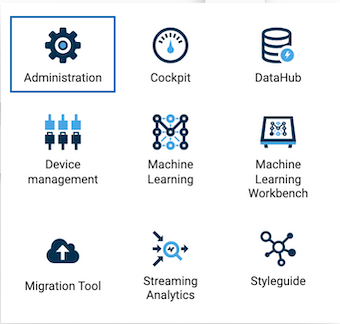 Administration
Cockpit
DataHub
Device
management
Machine
Learning
Machine
Learning
Workbench
Migration Tool
Streaming
Analytics
Styleguide